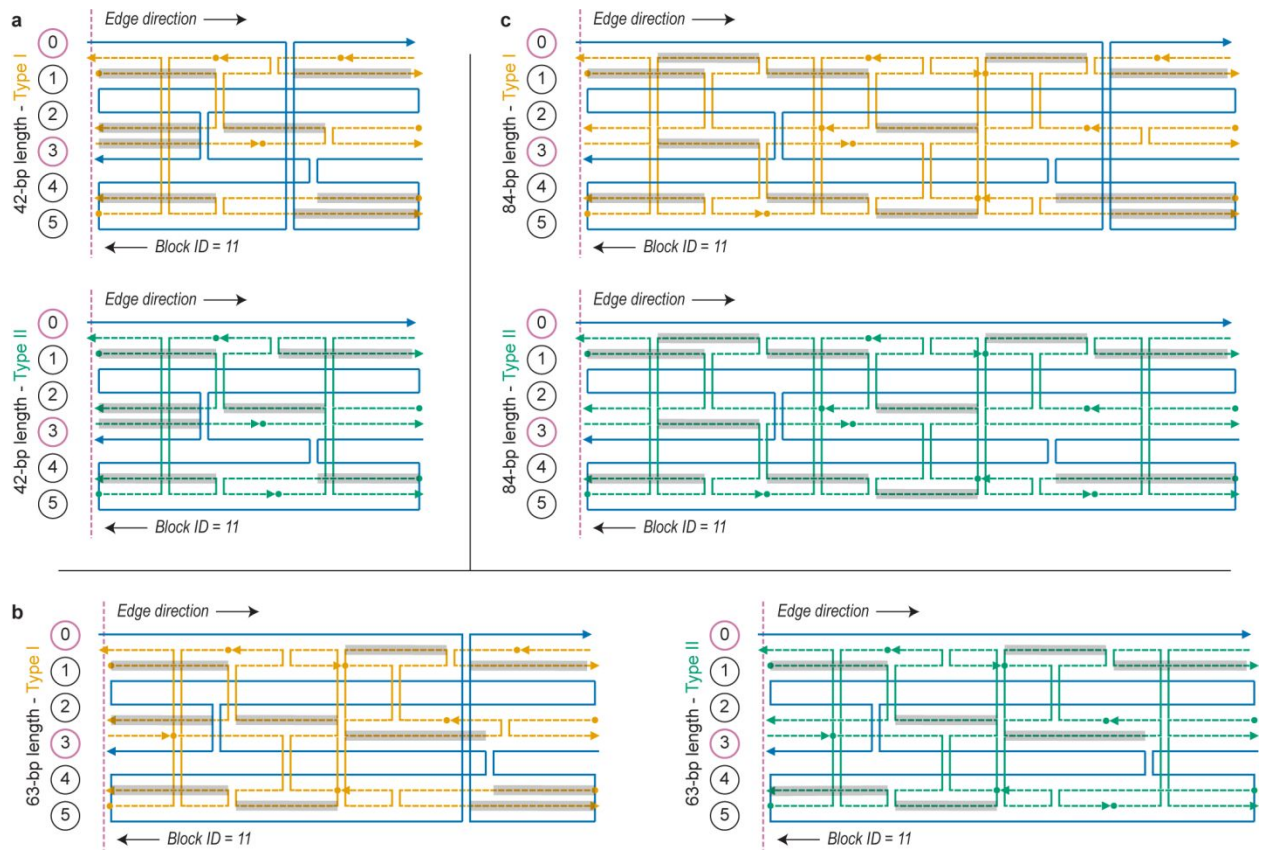 a
Edge direction
42-bp length - Type I
0
1
2
3
4
5
Block ID = 11
Edge direction
42-bp length - Type II
0
1
2
3
4
5
Block ID = 11
c
Edge direction
84-bp length - Type I
0
1
2
3
4
5
Block ID = 11
Edge direction
84-bp length - Type II
0
1
2
3
4
5
Block ID = 11
b
Edge direction
63-bp length - Type I
0
1
2
3
4
5
Block ID = 11
Edge direction
63-bp length - Type II
0
1
2
3
4
5
Block ID = 11